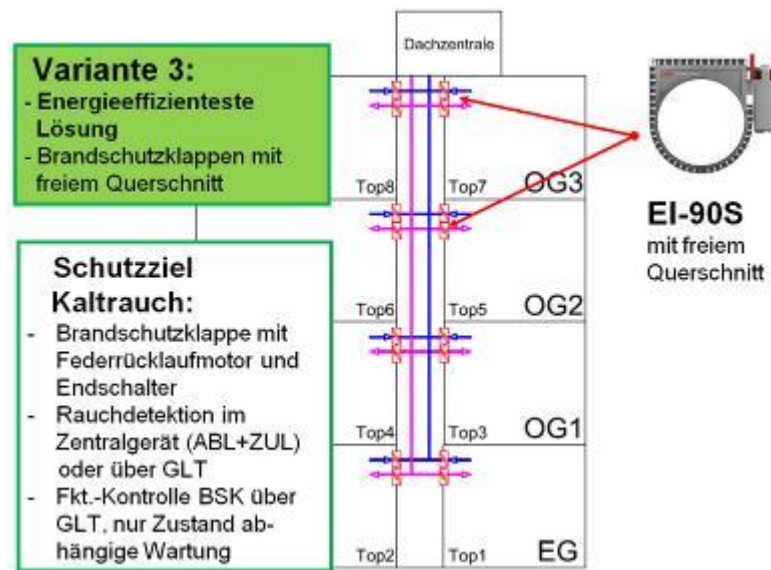 Dachzentrale
Variante 3:
- Energieeffizienteste
Lösung
- Brandschutzklappen mit
freiem Querschnitt
Schutzziel
Kaltrauch:
- Brandschutzklappe mit
Federrücklaufmotor und
Endschalter
- Rauchdetektion im
Zentralgerät (ABL+ZUL)
oder über GLT
- Fkt.-Kontrolle BSK über
GLT, nur Zustand ab-
hängige Wartung
Top8 Top7 OG3
Top6 Top5 OG2
Top4 Top3 OG1
Top2 Top1 EG
EI-90S
mit freiem
Querschnitt